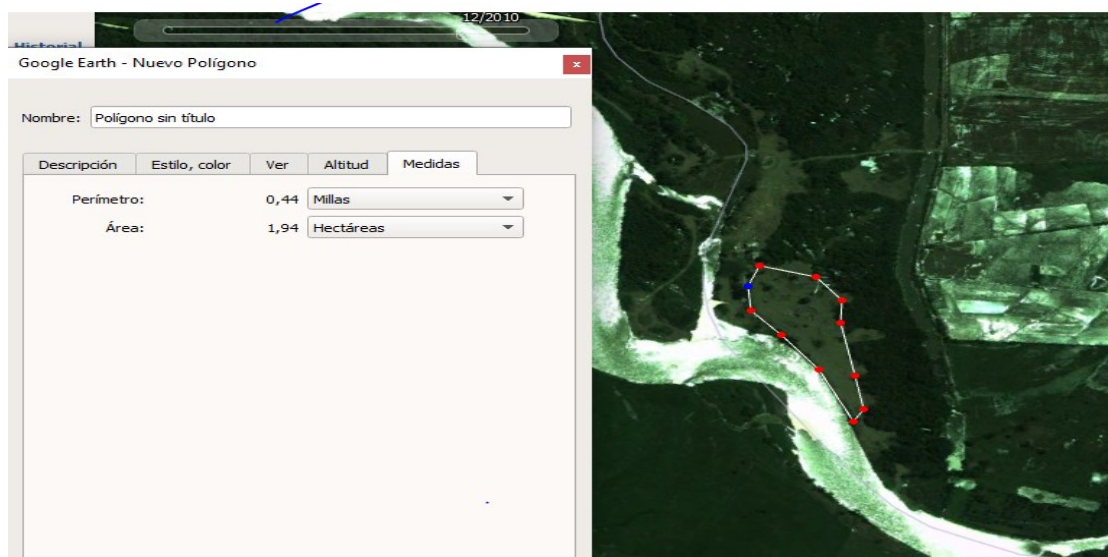 12/2010
Historial
Google Earth - Nuevo Polígono
Nombre: Polígono sin título
Descripción Estilo, color Ver Altitud Medidas
Perímetro: 0,44 Millas
Área: 1,94 Hectáreas